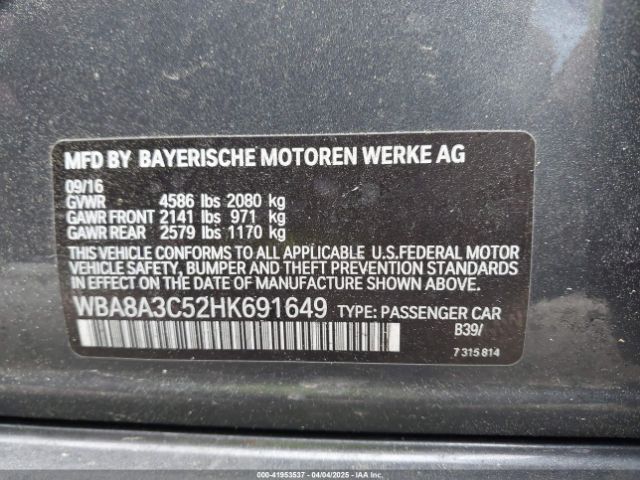 MFD BY BAYERISCHE MOTOREN WERKE AG
09/16
GVWR 4586 lbs 2080 kg
GAWR FRONT 2141 lbs 971 kg
GAWR REAR 2579 lbs 1170 kg
THIS VEHICLE CONFORMS TO ALL APPLICABLE U.S.FEDERAL MOTOR
VEHICLE SAFETY, BUMPER AND THEFT PREVENTION STANDARDS
IN EFFECT ON THE DATE OF MANUFACTURE SHOWN ABOVE.
WBA8A3C52HK691649 TYPE: PASSENGER CAR
B39/
7 315 814
000-41953537 - 04/04/2025 - IAAI.COM